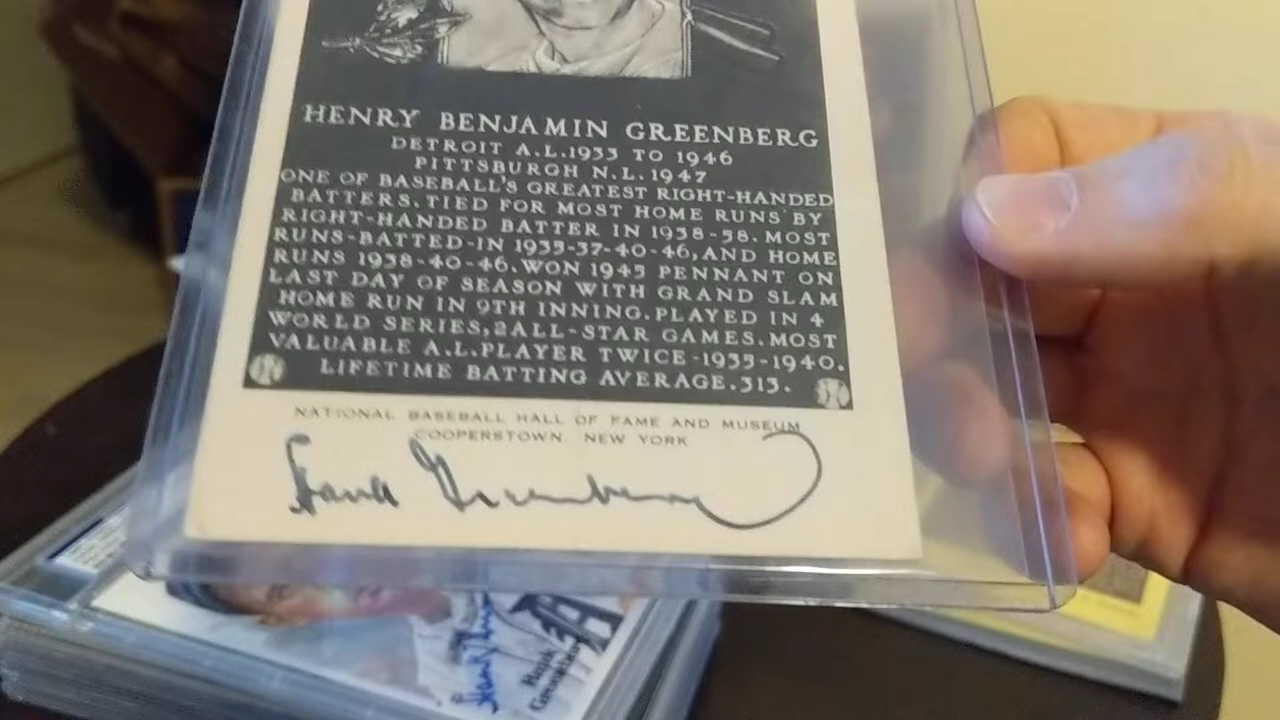 HENRY BENJAMIN GREENBERG
DETROIT A.L.1933 TO 1946
PITTSBURGH N.L.1947
ONE OF BASEBALL'S GREATEST RIGHT-HANDED
BATTERS.TIED FOR MOST HOME RUNS BY
RIGHT-HANDED BATTER IN 1938-58. MOST
RUNS-BATTED-IN 1935-37-40-46,AND HOME
RUNS 1938-40-46.WON 1945 PENNANT ON
LAST DAY OF SEASON WITH GRAND SLAM
HOME RUN IN 9TH INNING.PLAYED IN 4
WORLD SERIES,2 ALL-STAR GAMES.MOST
VALUABLE A.L.PLAYER TWICE-1935-1940.
LIFETIME BATTING AVERAGE.313.
NATIONAL BASEBALL HALL OF FAME AND MUSEUM
COOPERSTOWN, NEW YORK
Hank Greenberg
Hank
Greenberg